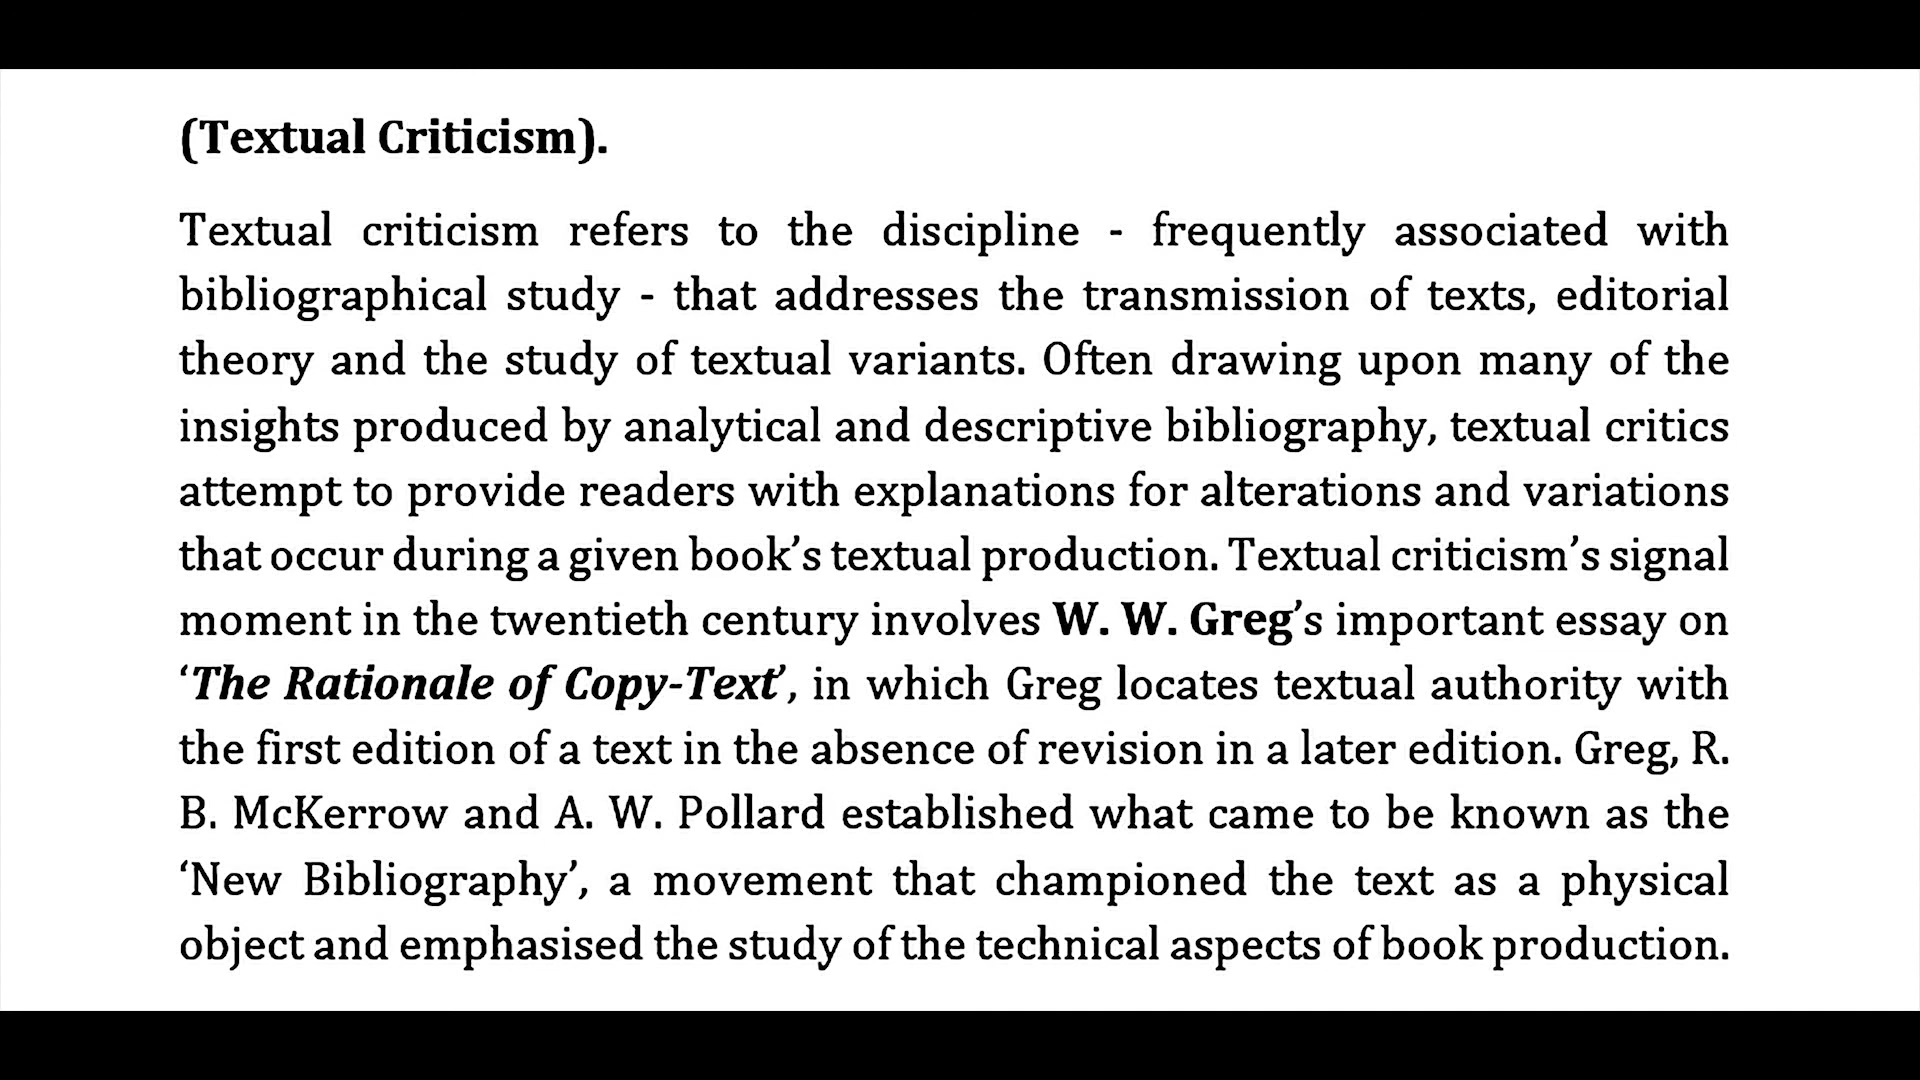 (Textual Criticism).
Textual criticism refers to the discipline - frequently associated with
bibliographical study - that addresses the transmission of texts, editorial
theory and the study of textual variants. Often drawing upon many of the
insights produced by analytical and descriptive bibliography, textual critics
attempt to provide readers with explanations for alterations and variations
that occur during a given book’s textual production. Textual criticism’s signal
moment in the twentieth century involves W. W. Greg’s important essay on
‘The Rationale of Copy-Text’, in which Greg locates textual authority with
the first edition of a text in the absence of revision in a later edition. Greg, R.
B. McKerrow and A. W. Pollard established what came to be known as the
‘New Bibliography’, a movement that championed the text as a physical
object and emphasised the study of the technical aspects of book production.